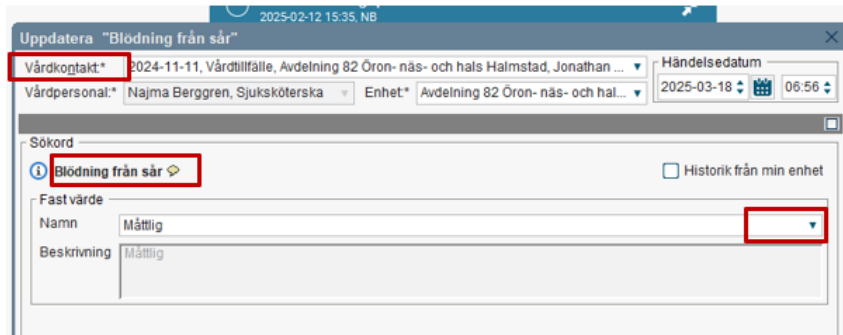 2025-02-12 15:35, NB
Uppdatera "Blödning från sår"
Vårdkontakt:* 2024-11-11, Vårdtillfälle, Avdelning 82 Öron- näs- och hals Halmstad, Jonathan ...
Händelsedatum
Vårdpersonal:* Najma Berggren, Sjuksköterska Enhet:* Avdelning 82 Öron- näs- och hal... 2025-03-18 06:56
Sökord
Blödning från sår Historik från min enhet
Fast värde
Namn Måttlig
Beskrivning Måttlig